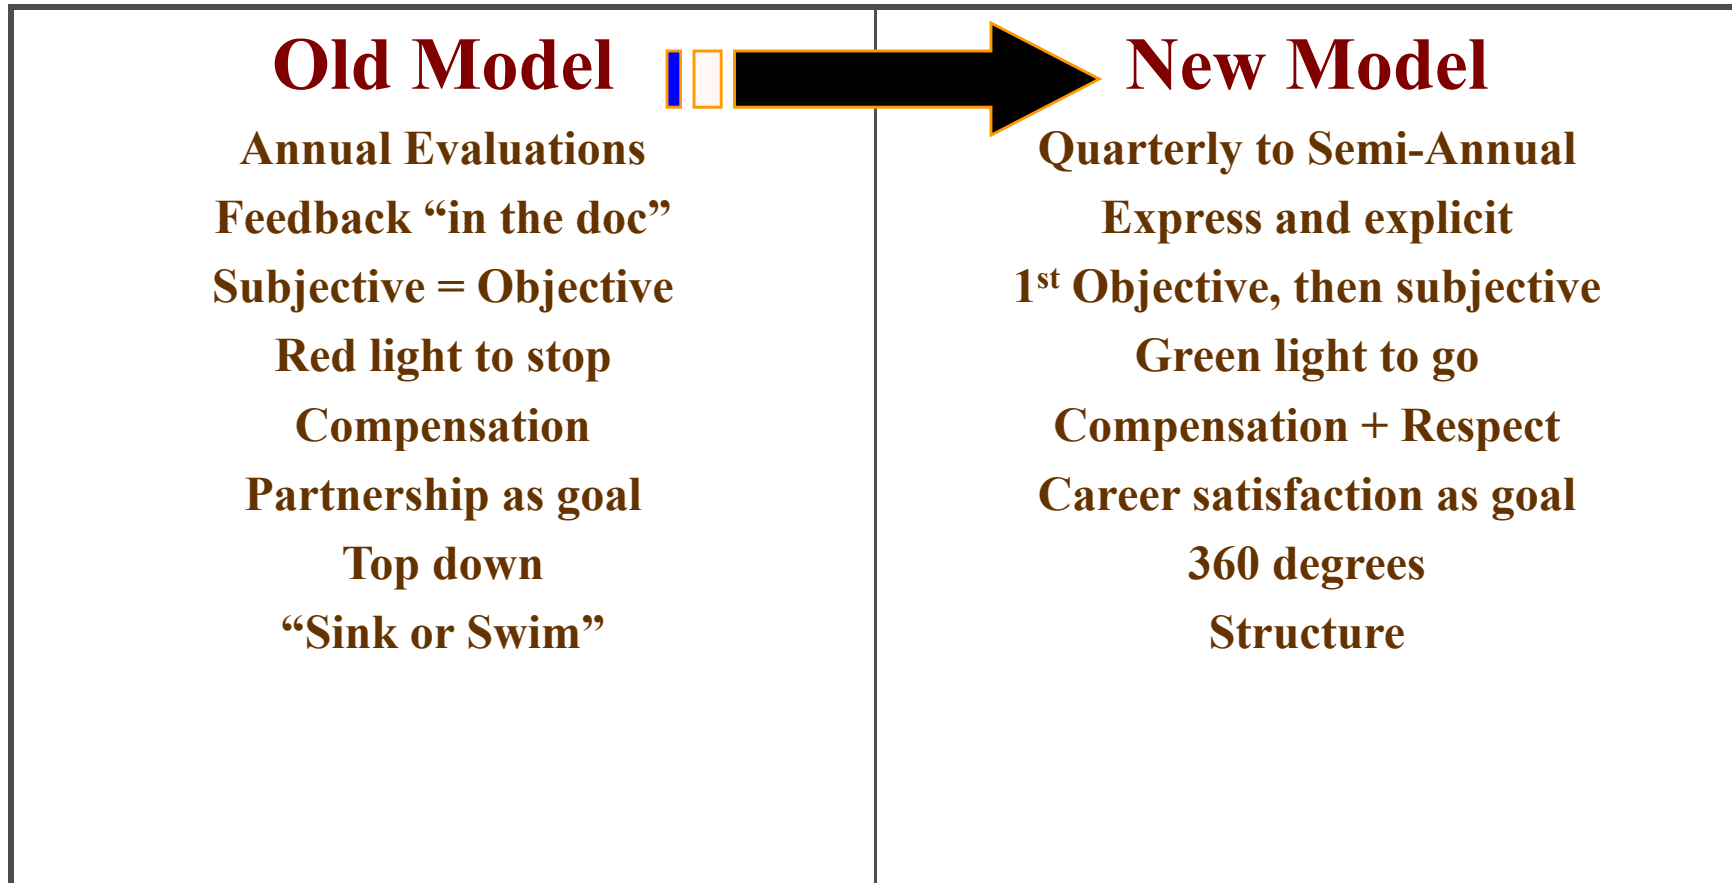 Old Model
Annual Evaluations
Feedback “in the doc”
Subjective = Objective
Red light to stop
Compensation
Partnership as goal
Top down
“Sink or Swim”
New Model
Quarterly to Semi-Annual
Express and explicit
1st Objective, then subjective
Green light to go
Compensation + Respect
Career satisfaction as goal
360 degrees
Structure